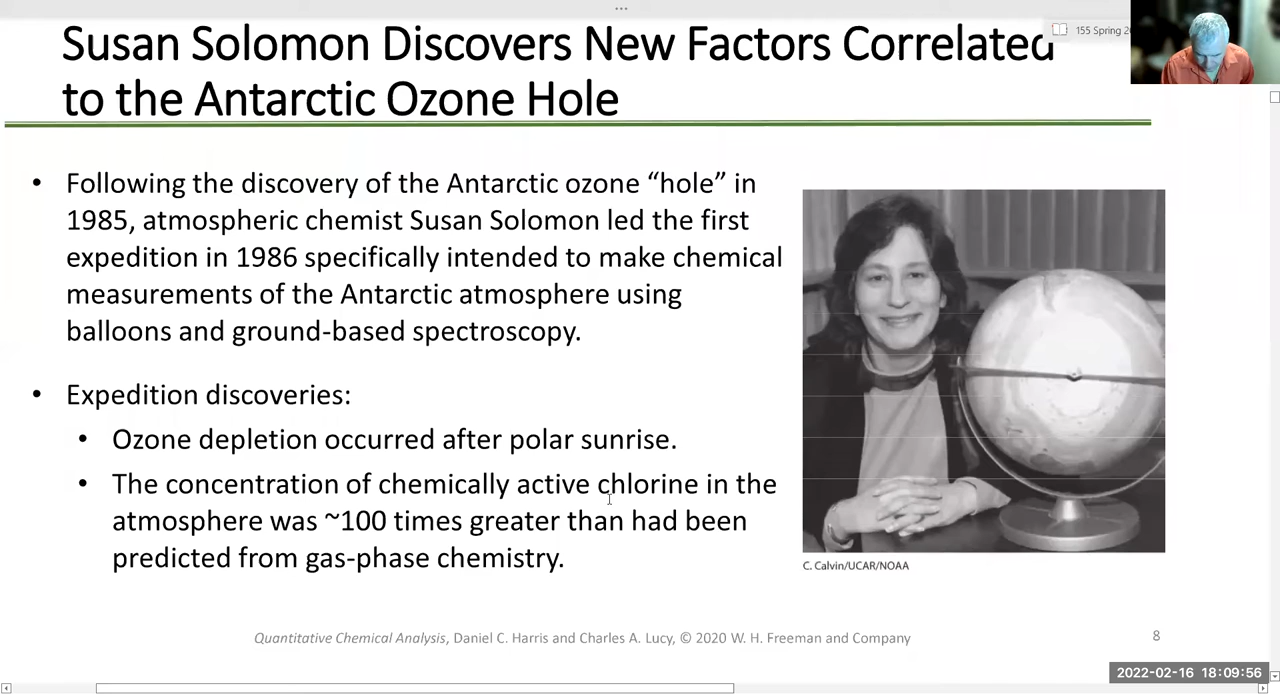 Susan Solomon Discovers New Factors Correlated
155 Spring
to the Antarctic Ozone Hole
• Following the discovery of the Antarctic ozone “hole” in
1985, atmospheric chemist Susan Solomon led the first
expedition in 1986 specifically intended to make chemical
measurements of the Antarctic atmosphere using
balloons and ground-based spectroscopy.
• Expedition discoveries:
• Ozone depletion occurred after polar sunrise.
• The concentration of chemically active chlorine in the
atmosphere was ~100 times greater than had been
predicted from gas-phase chemistry.
C. Calvin/UCAR/NOAA
Quantitative Chemical Analysis, Daniel C. Harris and Charles A. Lucy, © 2020 W. H. Freeman and Company
8
2022-02-16 18:09:56